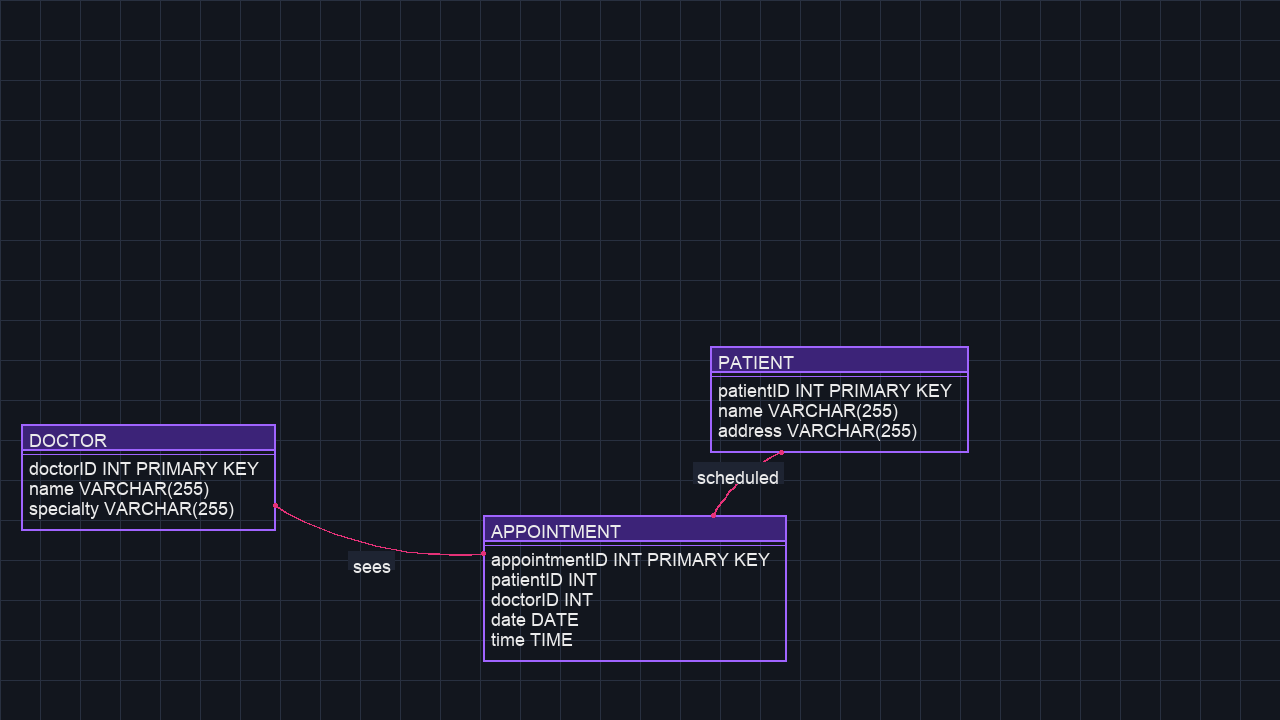 PATIENT
patientID INT PRIMARY KEY
name VARCHAR(255)
address VARCHAR(255)
DOCTOR
doctorID INT PRIMARY KEY
name VARCHAR(255)
specialty VARCHAR(255)
scheduled
sees
APPOINTMENT
appointmentID INT PRIMARY KEY
patientID INT
doctorID INT
date DATE
time TIME